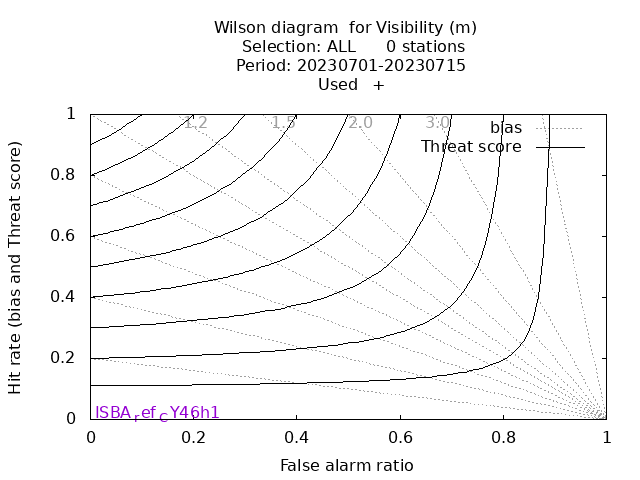 Wilson diagram  for Visibility (m)
Selection: ALL      0 stations
Period: 20230701-20230715
Used   +
1.2 1.5 2.0 3.0
bias
Threat score
1
0.8
0.6
0.4
0.2
0
Hit rate (bias and Threat score)
ISBA_ref_CY46h1
0 0.2 0.4 0.6 0.8 1
False alarm ratio